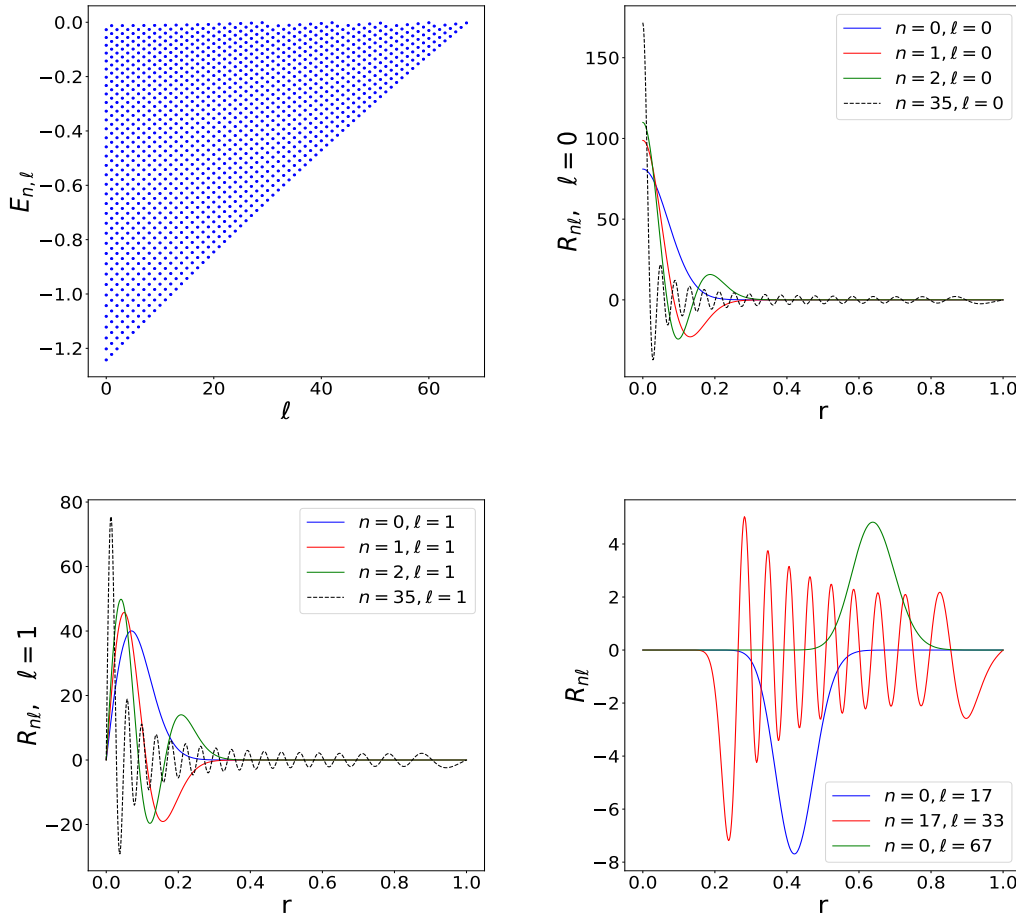 0.0
−0.2
−0.4
−0.6
−0.8
−1.0
−1.2
E_{n,ℓ}
0 20 40 60
ℓ
150
100
50
0
R_{nℓ}, ℓ=0
n=0,ℓ=0
n=1,ℓ=0
n=2,ℓ=0
n=35,ℓ=0
0.0 0.2 0.4 0.6 0.8 1.0
r
80
60
40
20
0
−20
R_{nℓ}, ℓ=1
n=0,ℓ=1
n=1,ℓ=1
n=2,ℓ=1
n=35,ℓ=1
0.0 0.2 0.4 0.6 0.8 1.0
r
4
2
0
−2
−4
−6
−8
R_{nℓ}
n=0,ℓ=17
n=17,ℓ=33
n=0,ℓ=67
0.0 0.2 0.4 0.6 0.8 1.0
r